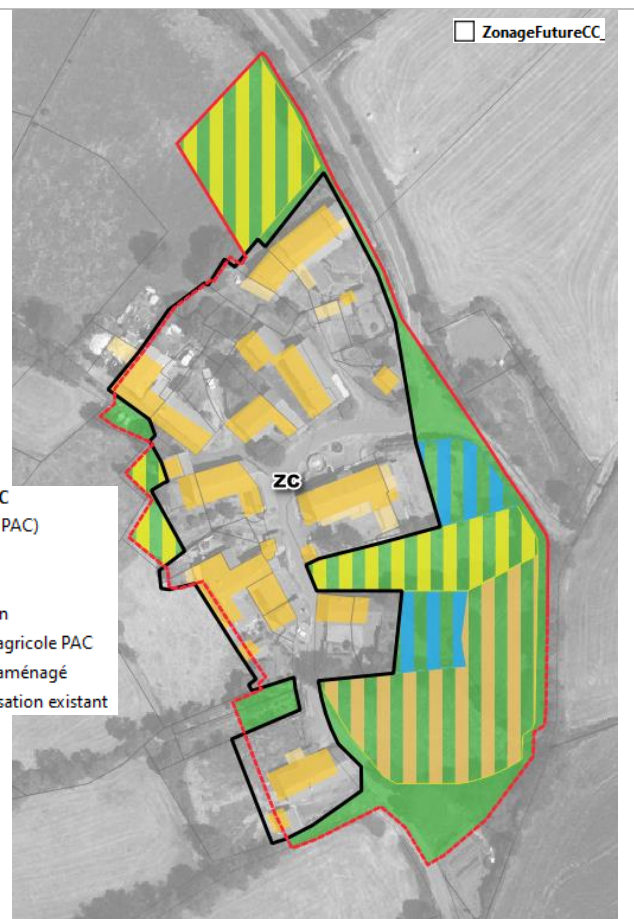 ZonageFutureCC_
ZC
C
PAC)
n
agricole PAC
aménagé
sation existant